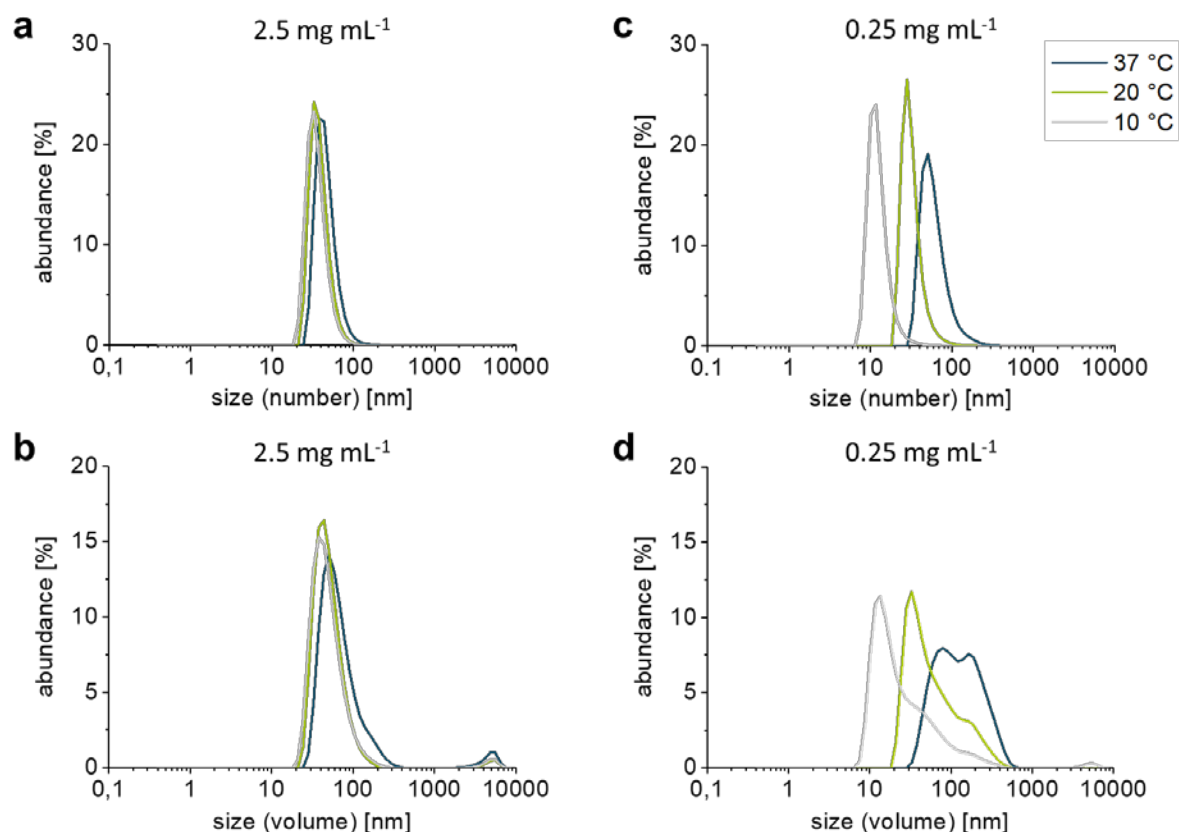 a
2.5 mg mL⁻¹
30
20
10
0
abundance [%]
0,1 1 10 100 1000 10000
size (number) [nm]
c
0.25 mg mL⁻¹
30
20
10
0
abundance [%]
0,1 1 10 100 1000 10000
size (number) [nm]
37 °C
20 °C
10 °C
b
2.5 mg mL⁻¹
20
15
10
5
0
abundance [%]
0,1 1 10 100 1000 10000
size (volume) [nm]
d
0.25 mg mL⁻¹
20
15
10
5
0
abundance [%]
0,1 1 10 100 1000 10000
size (volume) [nm]